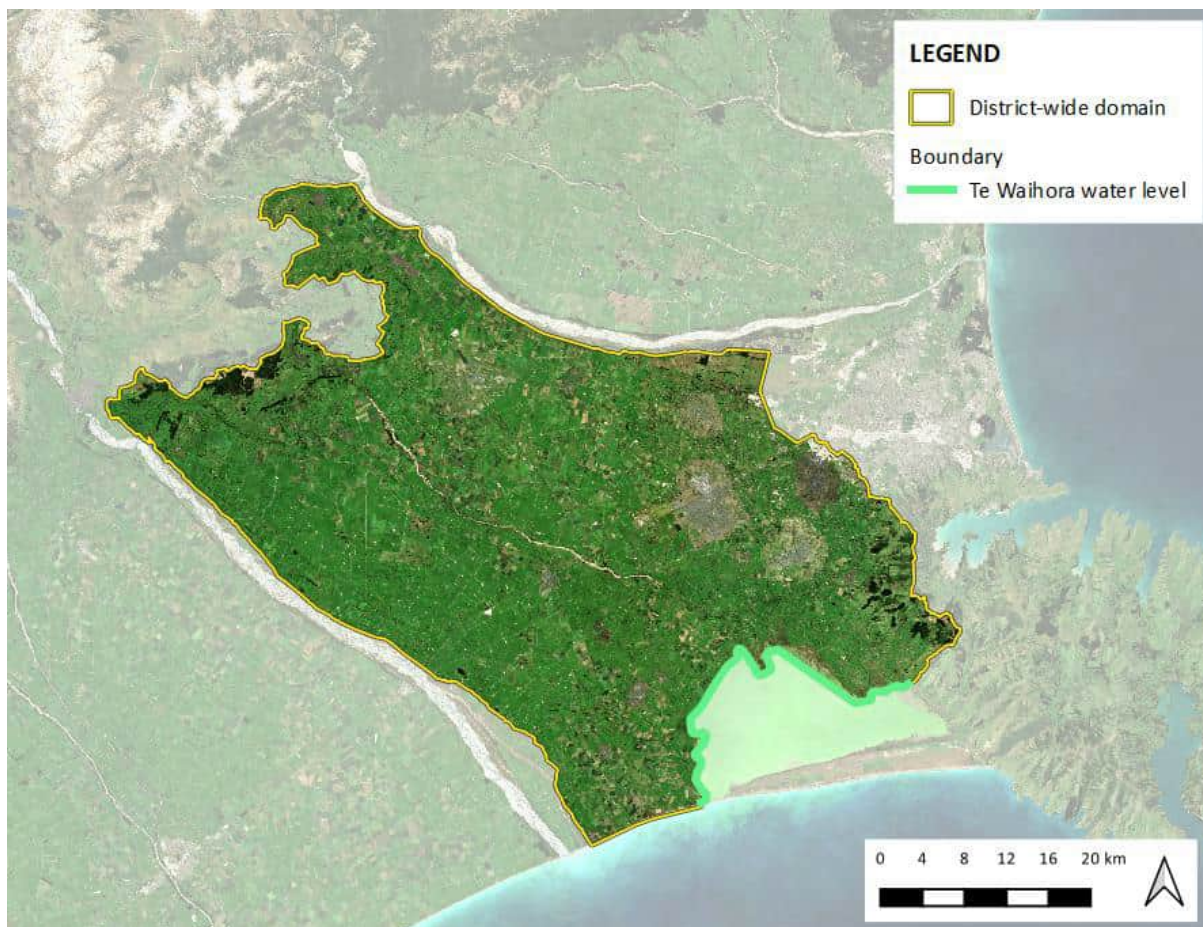 LEGEND
District-wide domain
Boundary
Te Waihora water level
0 4 8 12 16 20 km